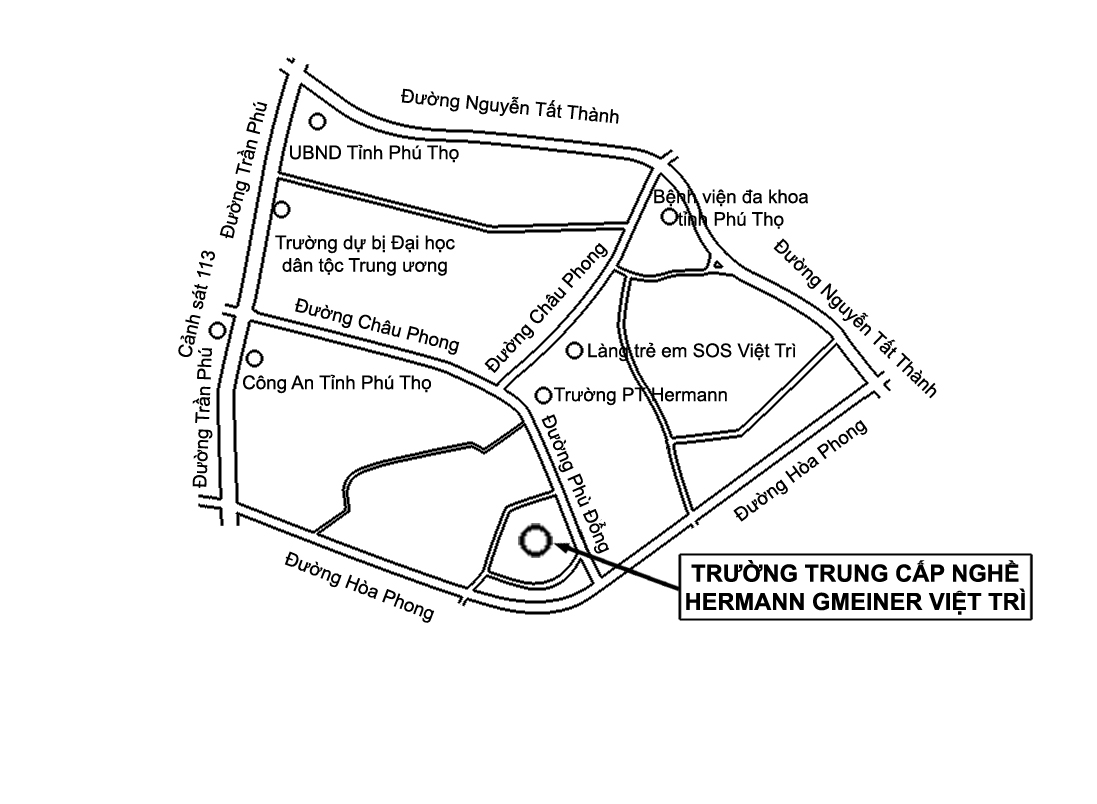 Đường Nguyễn Tất Thành
Đường Trần Phú
UBND Tỉnh Phú Thọ
Bệnh viện đa khoa
tỉnh Phú Thọ
Trường dự bị Đại học
dân tộc Trung ương
Đường Châu Phong
Đường Nguyễn Tất Thành
Cảnh sát 113
Đường Châu Phong
Làng trẻ em SOS Việt Trì
Công An Tỉnh Phú Thọ
Trường PT Hermann
Đường Trần Phú
Đường Phù Đổng
Đường Hòa Phong
Đường Hòa Phong
TRƯỜNG TRUNG CẤP NGHỀ
HERMANN GMEINER VIỆT TRÌ